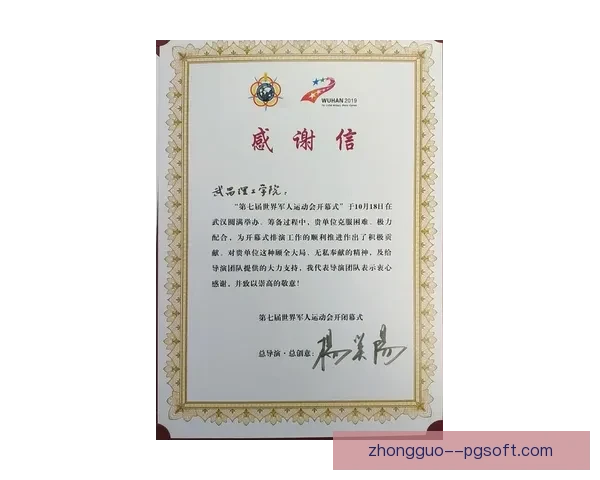 WUHAN 2019
感谢信
武昌理工学院：
“第七届世界军人运动会开幕式”于10月18日在
武汉圆满举办。筹备过程中，贵单位克服困难、极力
配合，为开幕式排演工作的顺利推进作出了积极贡
献。对贵单位这种顾全大局、无私奉献的精神，及给
导演团队提供的大力支持，我代表导演团队表示衷心
感谢，并致以崇高的敬意！
第七届世界军人运动会开闭幕式
总导演·总创意：
zhongguo--pgsoft.com